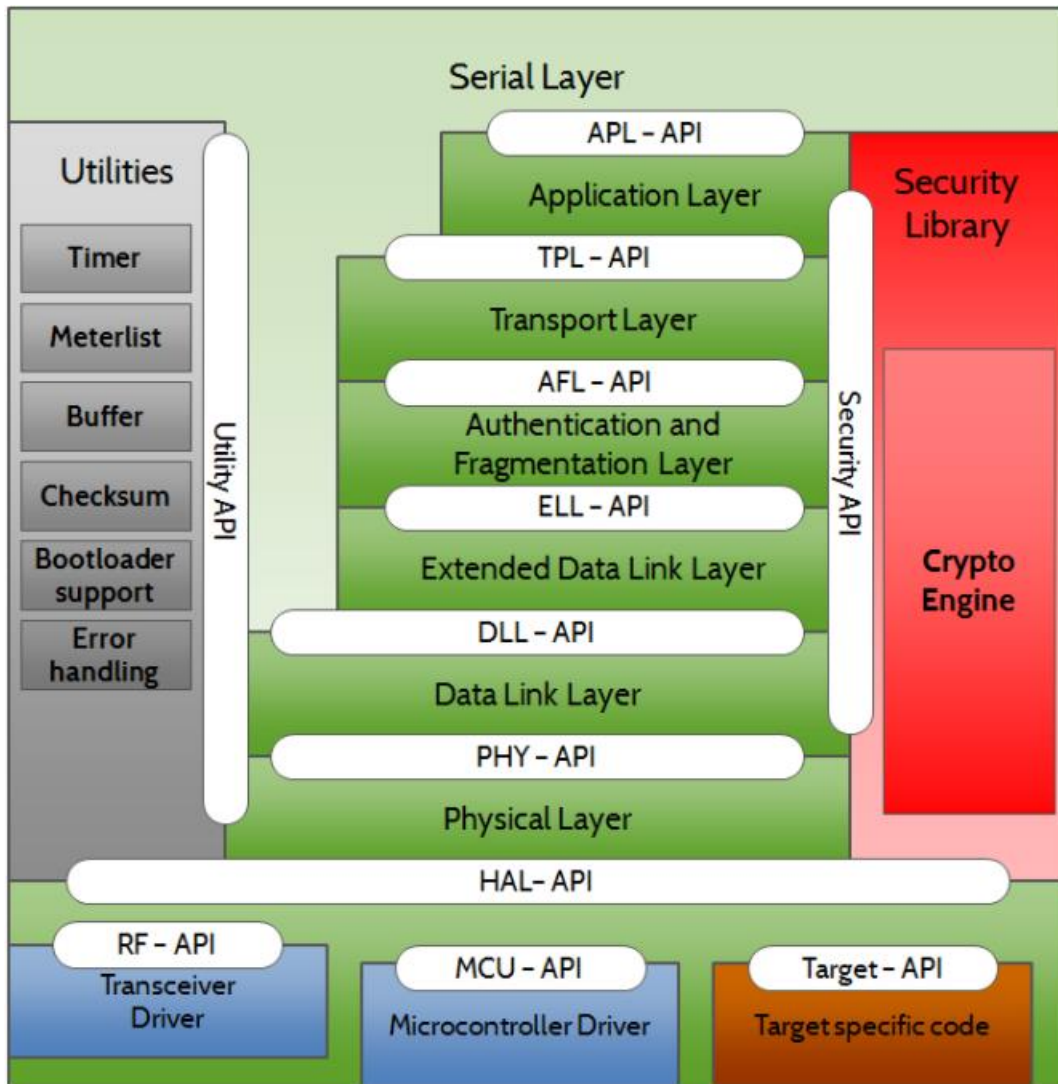 Serial Layer
Utilities
Timer
Meterlist
Buffer
Checksum
Bootloader
support
Error
handling
Utility API
APL – API
Application Layer
TPL – API
Transport Layer
AFL – API
Authentication and
Fragmentation Layer
ELL – API
Extended Data Link Layer
DLL – API
Data Link Layer
PHY – API
Physical Layer
Security API
Security
Library
Crypto
Engine
HAL– API
RF – API
Transceiver
Driver
MCU – API
Microcontroller Driver
Target – API
Target specific code